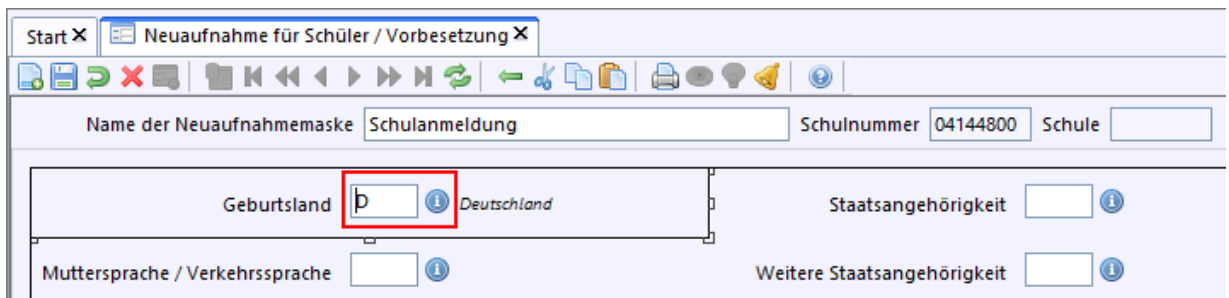 Start Neuaufnahme für Schüler / Vorbesetzung
Name der Neuaufnahmemaske Schulanmeldung Schulnummer 04144800 Schule
Geburtsland D Deutschland Staatsangehörigkeit
Muttersprache / Verkehrssprache Weitere Staatsangehörigkeit